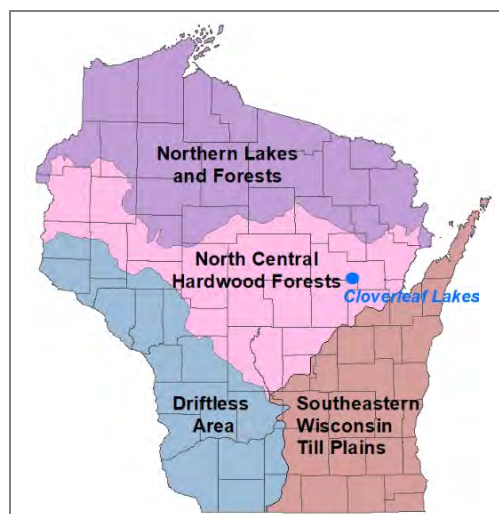 Northern Lakes
and Forests
North Central
Hardwood Forests
Cloverleaf Lakes
Driftless
Area
Southeastern
Wisconsin
Till Plains